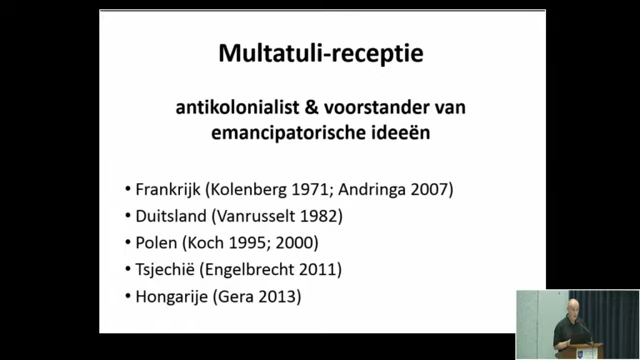 Multatuli-receptie
antikolonialist & voorstander van
emancipatorische ideeën
• Frankrijk (Kolenberg 1971; Andringa 2007)
• Duitsland (Vanrusselt 1982)
• Polen (Koch 1995; 2000)
• Tsjechië (Engelbrecht 2011)
• Hongarije (Gera 2013)